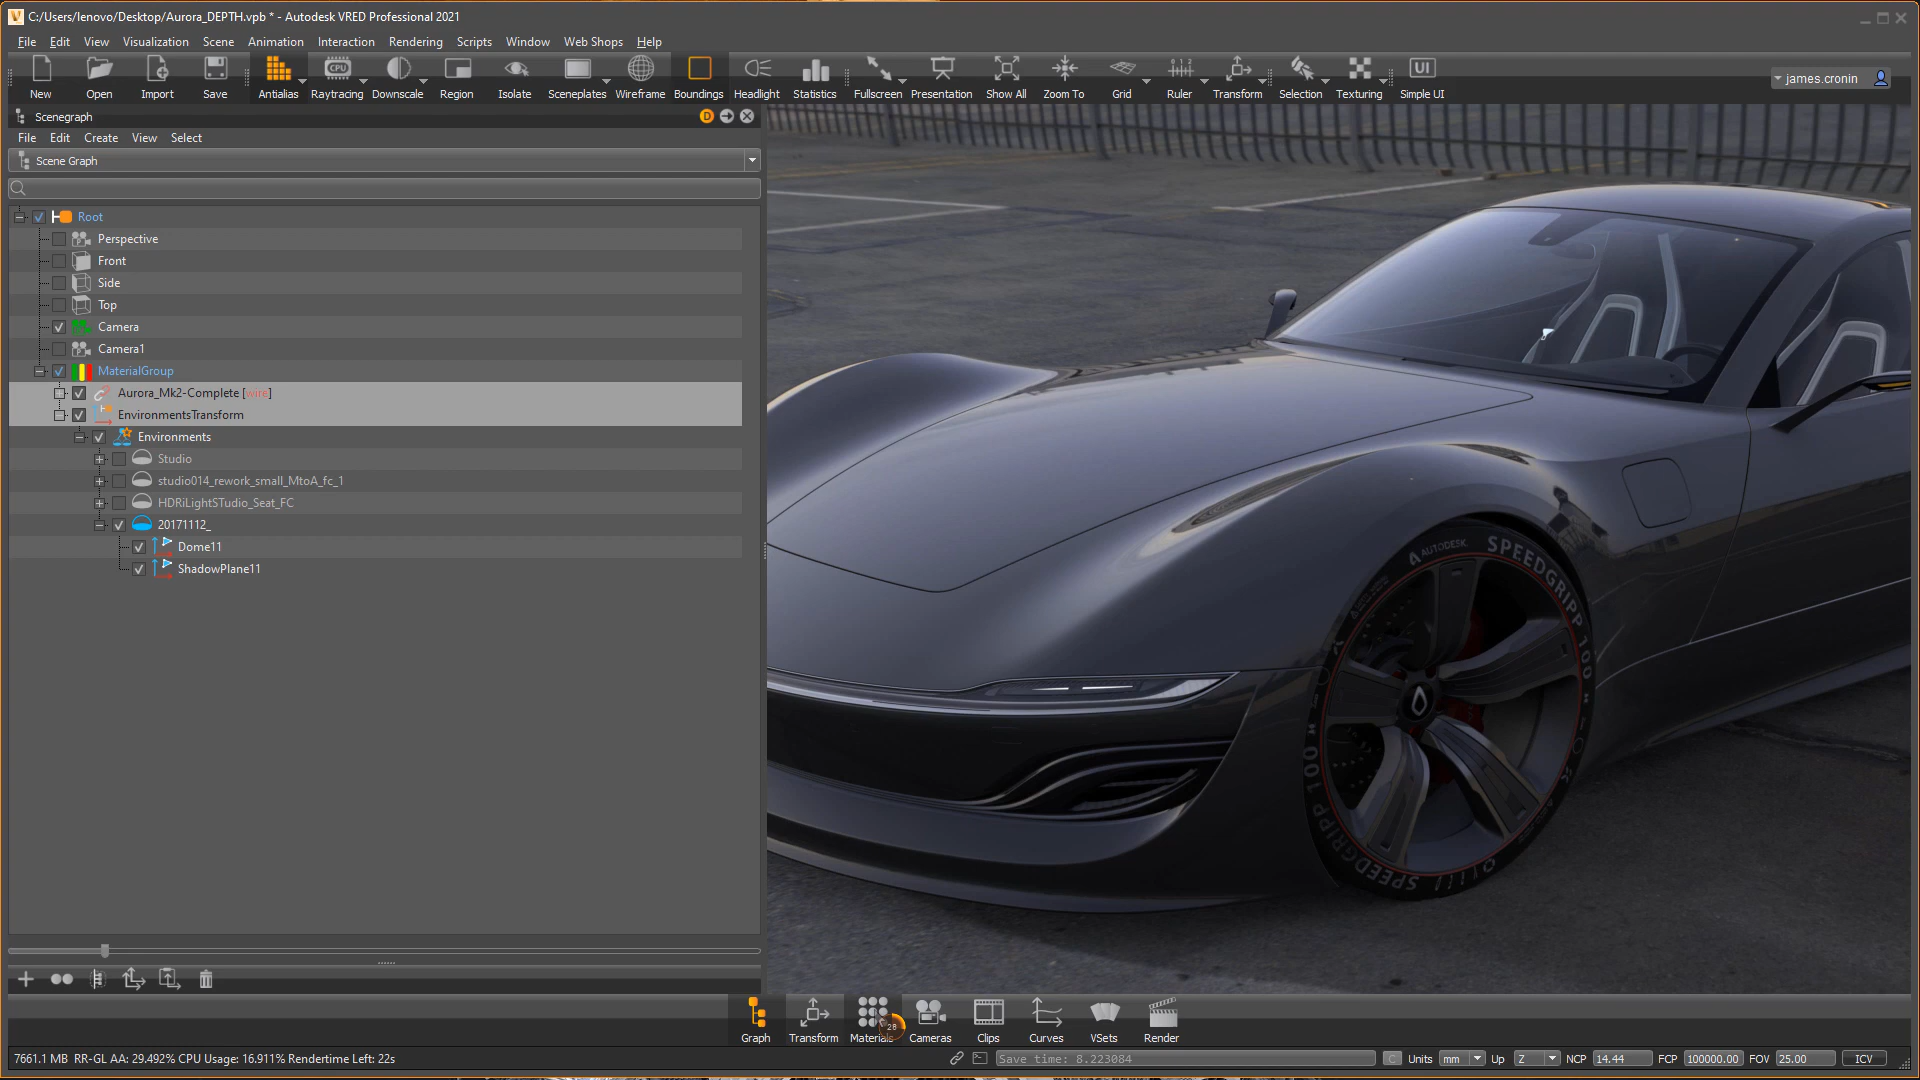 C:/Users/lenovo/Desktop/Aurora_DEPTH.vpb * - Autodesk VRED Professional 2021
File Edit View Visualization Scene Animation Interaction Rendering Scripts Window Web Shops Help
New Open Import Save Antialias Raytracing Downscale Region Isolate Sceneplates Wireframe Boundings Headlight Statistics Fullscreen Presentation Show All Zoom To Grid Ruler Transform Selection Texturing Simple UI
CPU
UI
james.cronin
Scenegraph
D
File Edit Create View Select
Scene Graph
Root
Perspective
Front
Side
Top
Camera
Camera1
MaterialGroup
Aurora_Mk2-Complete [wire]
EnvironmentsTransform
Environments
Studio
studio014_rework_small_MtoA_fc_1
HDRiLightSTudio_Seat_FC
20171112_
Dome11
ShadowPlane11
AUTODESK. SPEEDGRIPP 100
SPEEDGRIPP 100
Graph Transform Materials Cameras Clips Curves VSets Render
28
7661.1 MB RR-GL AA: 29.492% CPU Usage: 16.911% Rendertime Left: 22s
Save time: 8.223084
C Units mm Up Z NCP 14.44 FCP 100000.00 FOV 25.00 ICV